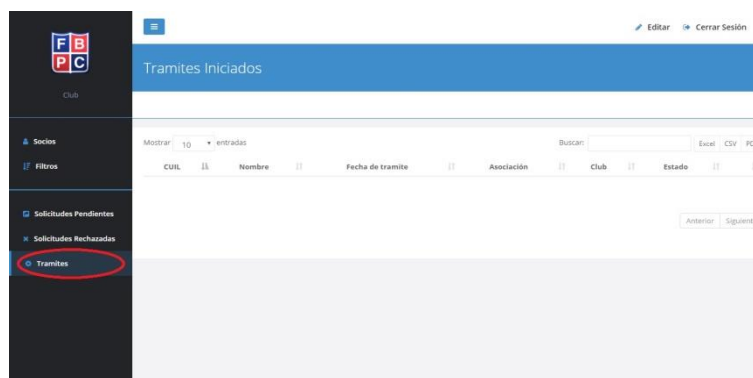 F B
P C
Club
Socios
Filtros
Solicitudes Pendientes
Solicitudes Rechazadas
Tramites
Editar Cerrar Sesión
Tramites Iniciados
Mostrar 10 entradas Buscar: Excel CSV
CUIL Nombre Fecha de tramite Asociación Club Estado
Anterior